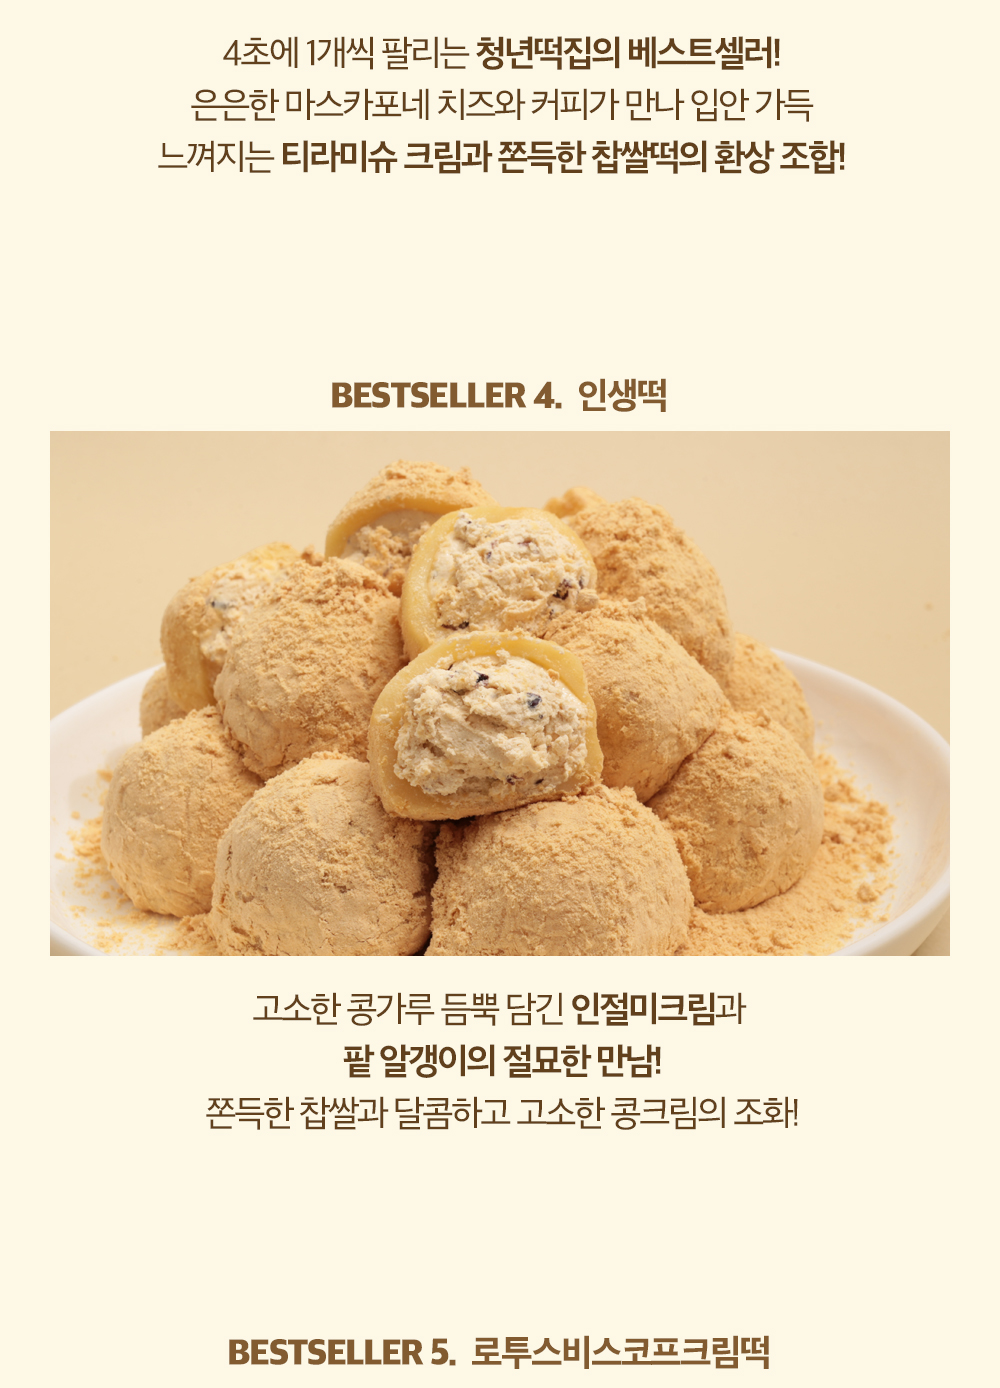 4초에 1개씩 팔리는 청년떡집의 베스트셀러!
은은한 마스카포네 치즈와 커피가 만나 입안 가득
느껴지는 티라미슈 크림과 쫀득한 찹쌀떡의 환상 조합!
BESTSELLER 4. 인생떡
고소한 콩가루 듬뿍 담긴 인절미크림과
팥 알갱이의 절묘한 만남!
쫀득한 찹쌀과 달콤하고 고소한 콩크림의 조화!
BESTSELLER 5. 로투스비스코프크림떡